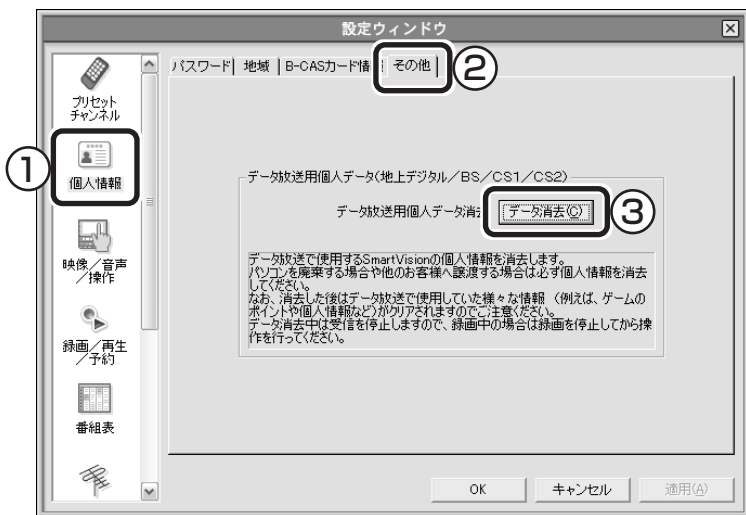 設定ウィンドウ
パスワード
地域
B-CASカード情
その他
②
プリセット
チャンネル
①
個人情報
映像／音声
／操作
録画／再生
／予約
番組表
データ放送用個人データ(地上デジタル／BS／CS1／CS2)
データ放送用個人データ消
データ消去(C)
③
データ放送で使用するSmartVisionの個人情報を消去します。
パソコンを廃棄する場合や他のお客様へ譲渡する場合は必ず個人情報を消去
してください。
なお、消去した後はデータ放送で使用していた様々な情報（例えば、ゲームの
ポイントや個人情報など）がクリアされますのでご注意ください。
データ消去中は受信を停止しますので、録画中の場合は録画を停止してから操
作を行ってください。
OK
キャンセル
適用(A)